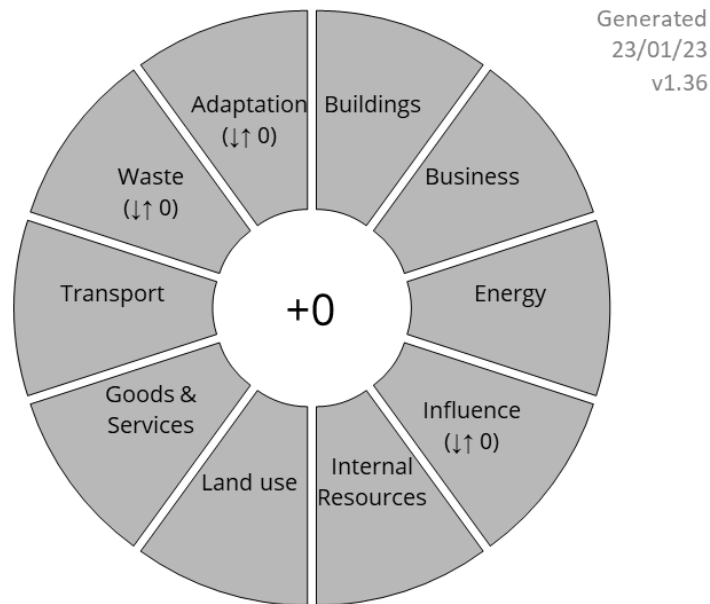 Generated
23/01/23
v1.36
Adaptation
(↓↑ 0)
Buildings
Business
Energy
Influence
(↓↑ 0)
Internal
Resources
Land use
Goods &
Services
Transport
Waste
(↓↑ 0)
+0